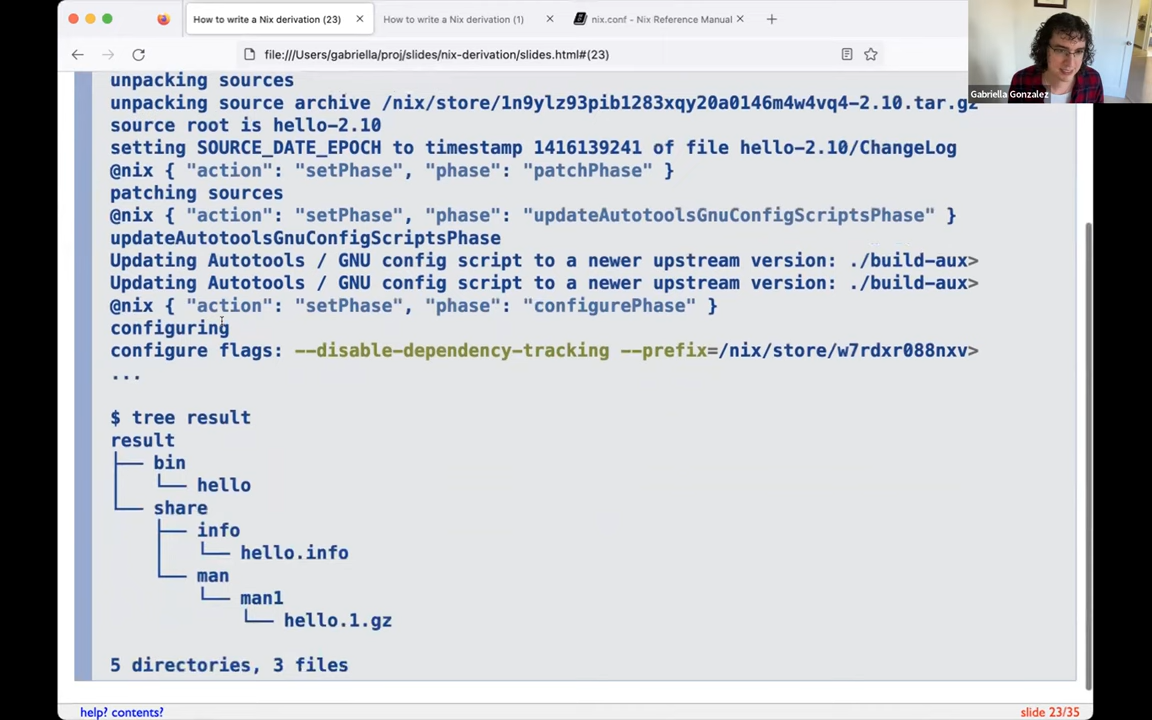 How to write a Nix derivation (23)
How to write a Nix derivation (1)
nix.conf - Nix Reference Manual
file:///Users/gabriella/proj/slides/nix-derivation/slides.html#(23)
Gabriella Gonzalez
unpacking sources
unpacking source archive /nix/store/1n9ylz93pib1283xqy20a0146m4w4vq4-2.10.tar.gz
source root is hello-2.10
setting SOURCE_DATE_EPOCH to timestamp 1416139241 of file hello-2.10/ChangeLog
@nix { "action": "setPhase", "phase": "patchPhase" }
patching sources
@nix { "action": "setPhase", "phase": "updateAutotoolsGnuConfigScriptsPhase" }
updateAutotoolsGnuConfigScriptsPhase
Updating Autotools / GNU config script to a newer upstream version: ./build-aux>
Updating Autotools / GNU config script to a newer upstream version: ./build-aux>
@nix { "action": "setPhase", "phase": "configurePhase" }
configuring
configure flags: --disable-dependency-tracking --prefix=/nix/store/w7rdxr088nxv>
...
$ tree result
result
├── bin
│   └── hello
└── share
    ├── info
    │   └── hello.info
    └── man
        └── man1
            └── hello.1.gz
5 directories, 3 files
help? contents?
slide 23/35